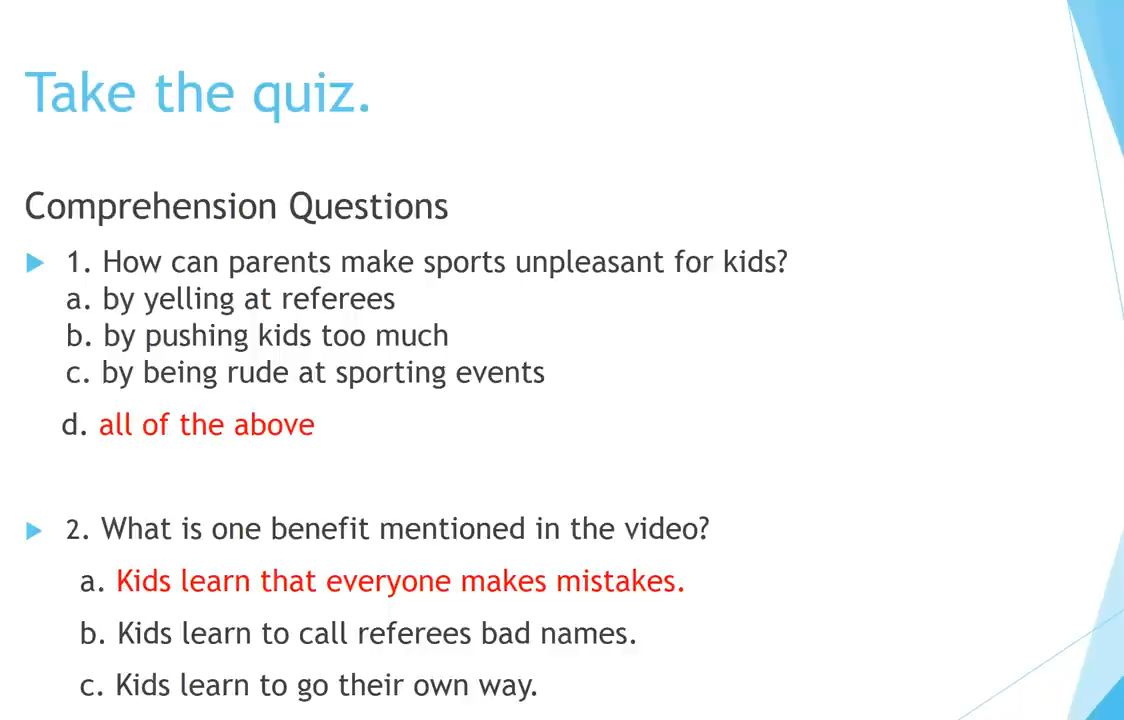 Take the quiz.
Comprehension Questions
1. How can parents make sports unpleasant for kids?
a. by yelling at referees
b. by pushing kids too much
c. by being rude at sporting events
d. all of the above
2. What is one benefit mentioned in the video?
a. Kids learn that everyone makes mistakes.
b. Kids learn to call referees bad names.
c. Kids learn to go their own way.